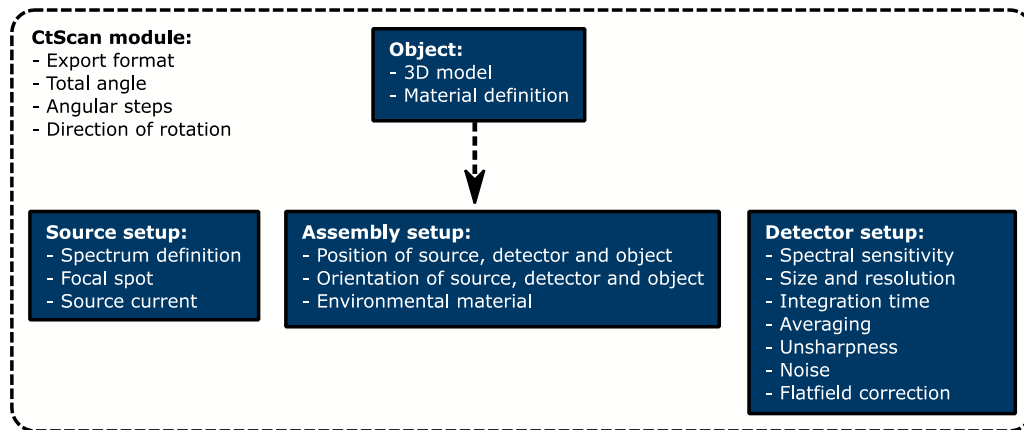 CtScan module:
- Export format
- Total angle
- Angular steps
- Direction of rotation
Object:
- 3D model
- Material definition
Source setup:
- Spectrum definition
- Focal spot
- Source current
Assembly setup:
- Position of source, detector and object
- Orientation of source, detector and object
- Environmental material
Detector setup:
- Spectral sensitivity
- Size and resolution
- Integration time
- Averaging
- Unsharpness
- Noise
- Flatfield correction